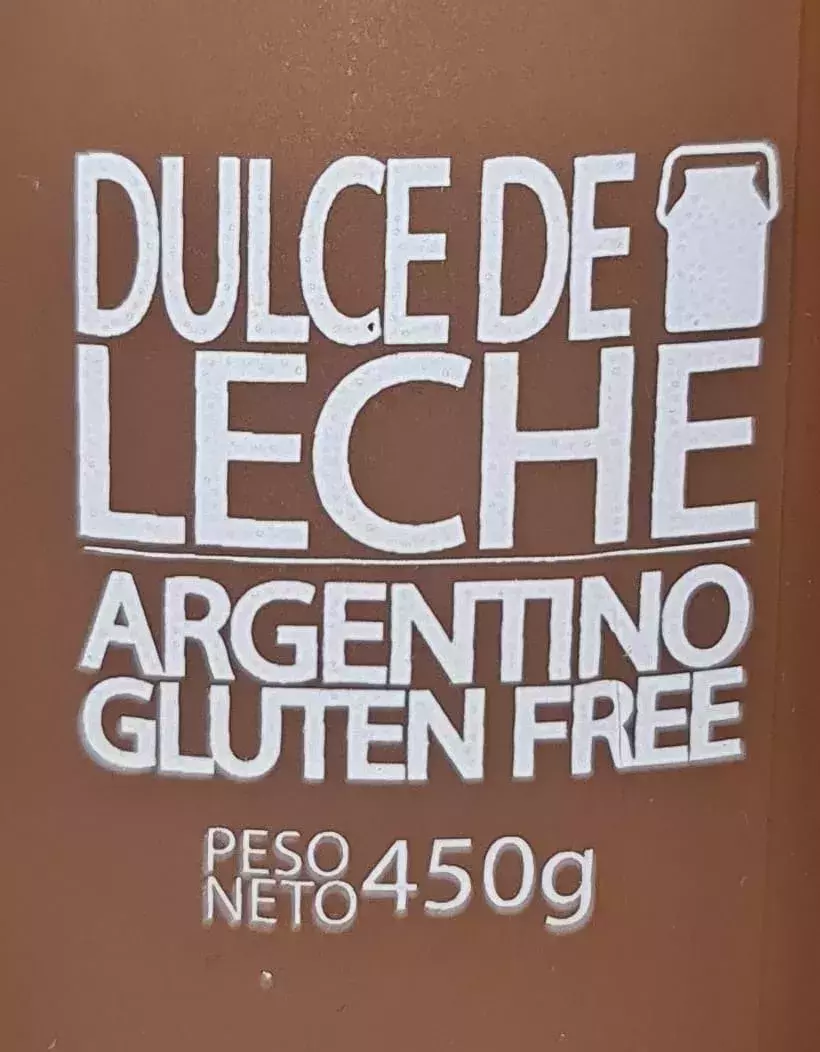 DULCE DE
LECHE
ARGENTINO
GLUTEN FREE
PESO
NETO 450g